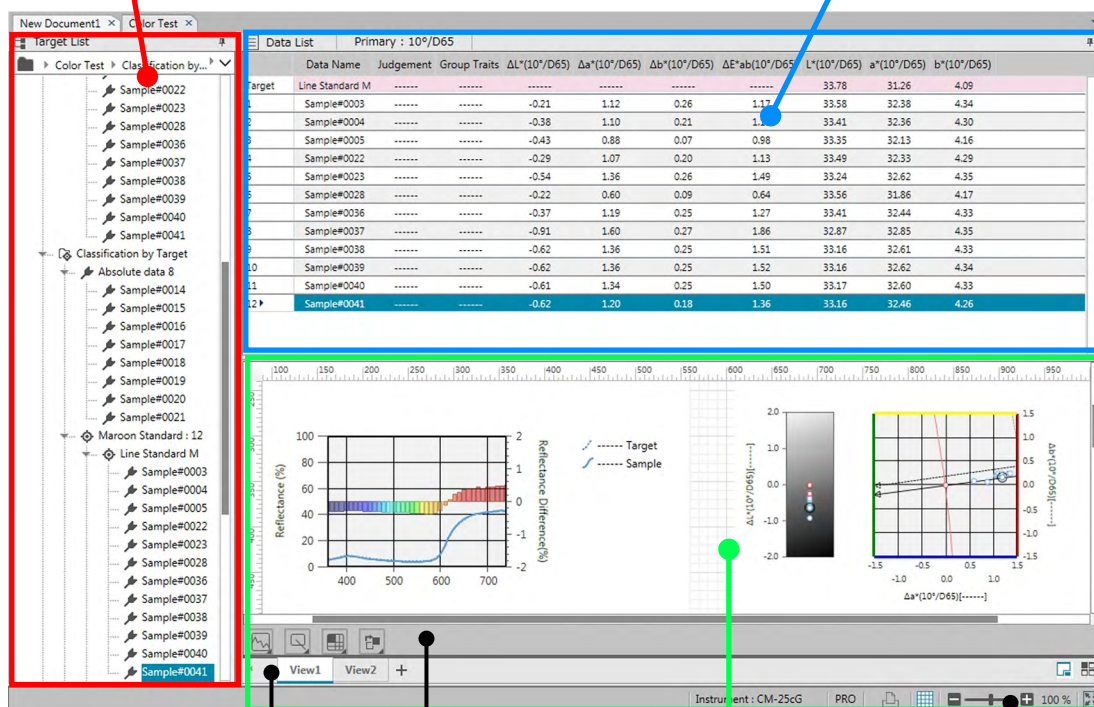 New Document1 × Color Test ×
Target List
Color Test Classification by...
Sample#0022
Sample#0023
Sample#0028
Sample#0036
Sample#0037
Sample#0038
Sample#0039
Sample#0040
Sample#0041
Classification by Target
Absolute data 8
Sample#0014
Sample#0015
Sample#0016
Sample#0017
Sample#0018
Sample#0019
Sample#0020
Sample#0021
Maroon Standard : 12
Line Standard M
Sample#0003
Sample#0004
Sample#0005
Sample#0022
Sample#0023
Sample#0028
Sample#0036
Sample#0037
Sample#0038
Sample#0039
Sample#0040
Sample#0041
Data List Primary : 10°/D65
Data Name Judgement Group Traits ΔL*(10°/D65) Δa*(10°/D65) Δb*(10°/D65) ΔE*ab(10°/D65) L*(10°/D65) a*(10°/D65) b*(10°/D65)
Target Line Standard M ------ ------ ------ ------ ------ ------ 33.78 31.26 4.09
Sample#0003 ------ ------ -0.21 1.12 0.26 1.17 33.58 32.38 4.34
Sample#0004 ------ ------ -0.38 1.10 0.21 33.41 32.36 4.30
Sample#0005 ------ ------ -0.43 0.88 0.07 0.98 33.35 32.13 4.16
Sample#0022 ------ ------ -0.29 1.07 0.20 1.13 33.49 32.33 4.29
Sample#0023 ------ ------ -0.54 1.36 0.26 1.49 33.24 32.62 4.35
Sample#0028 ------ ------ -0.22 0.60 0.09 0.64 33.56 31.86 4.17
Sample#0036 ------ ------ -0.37 1.19 0.25 1.27 33.41 32.44 4.33
Sample#0037 ------ ------ -0.91 1.60 0.27 1.86 32.87 32.85 4.35
Sample#0038 ------ ------ -0.62 1.36 0.25 1.51 33.16 32.61 4.33
10 Sample#0039 ------ ------ -0.62 1.36 0.25 1.52 33.16 32.62 4.34
11 Sample#0040 ------ ------ -0.61 1.34 0.25 1.50 33.17 32.60 4.33
12 Sample#0041 ------ ------ -0.62 1.20 0.18 1.36 33.16 32.46 4.26
100 150 200 250 300 350 400 450 500 550 600 650 700 750 800 850 900 950
250
300
350
400
450
Reflectance (%)
100
80
60
40
20
0
400 500 600 700
2
1
0
-1
-2
Reflectance Difference(%)
------ Target
------ Sample
ΔL*(10°/D65)[------]
2.0
1.0
0.0
-1.0
-2.0
1.5
1.0
0.5
0.0
-0.5
-1.0
-1.5
Δb*(10°/D65)[------]
-1.5 -0.5 0.5 1.5
-1.0 0.0 1.0
Δa*(10°/D65)[------]
View1 View2 +
Instrument : CM-25cG PRO 100 %